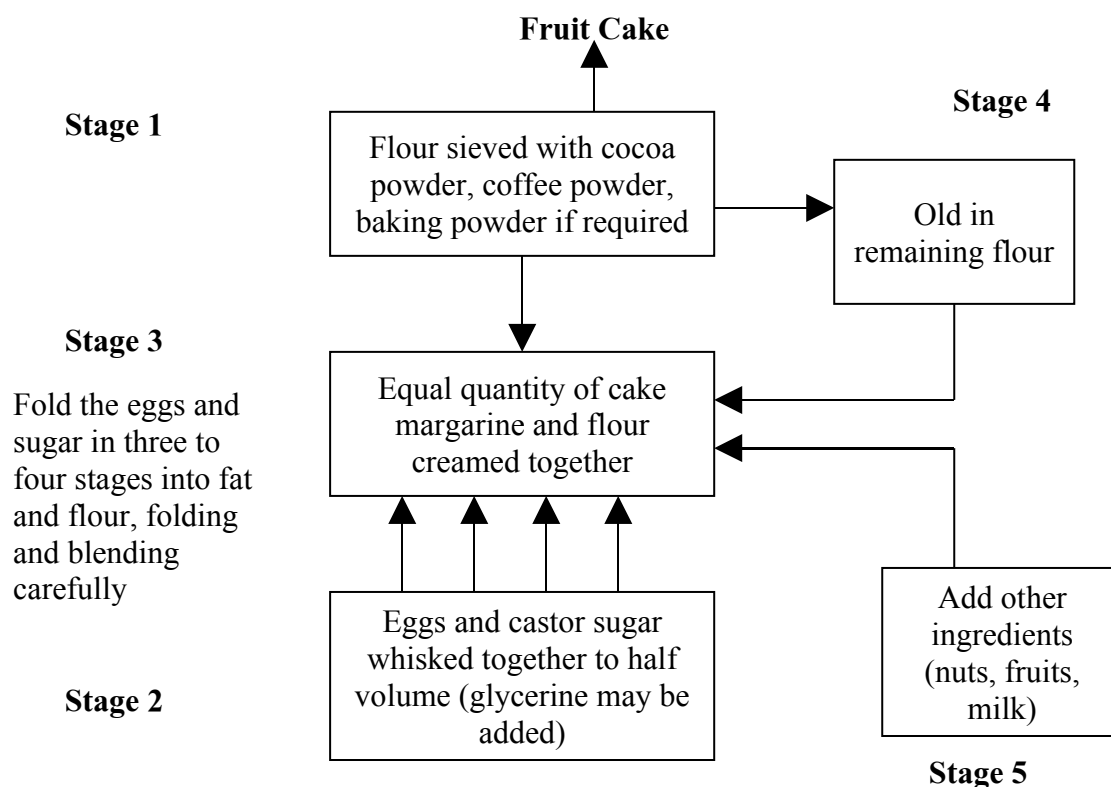 Fruit Cake
Stage 1
Flour sieved with cocoa
powder, coffee powder,
baking powder if required
Stage 4
Old in
remaining flour
Stage 3
Fold the eggs and
sugar in three to
four stages into fat
and flour, folding
and blending
carefully
Equal quantity of cake
margarine and flour
creamed together
Stage 2
Eggs and castor sugar
whisked together to half
volume (glycerine may be
added)
Add other
ingredients
(nuts, fruits,
milk)
Stage 5